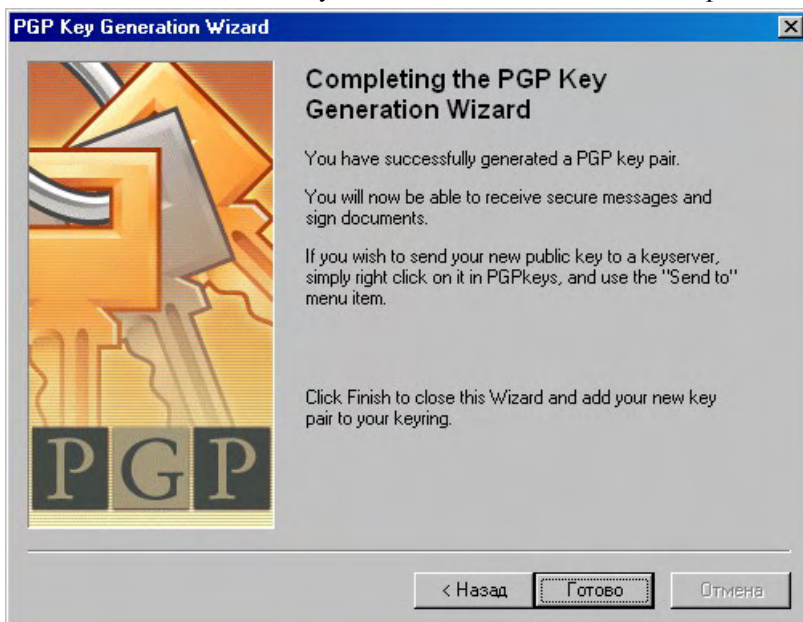 PGP Key Generation Wizard
Completing the PGP Key
Generation Wizard
You have successfully generated a PGP key pair.
You will now be able to receive secure messages and
sign documents.
If you wish to send your new public key to a keyserver,
simply right click on it in PGPkeys, and use the "Send to"
menu item.
Click Finish to close this Wizard and add your new key
pair to your keyring.
PGP
< Назад
Готово
Отмена